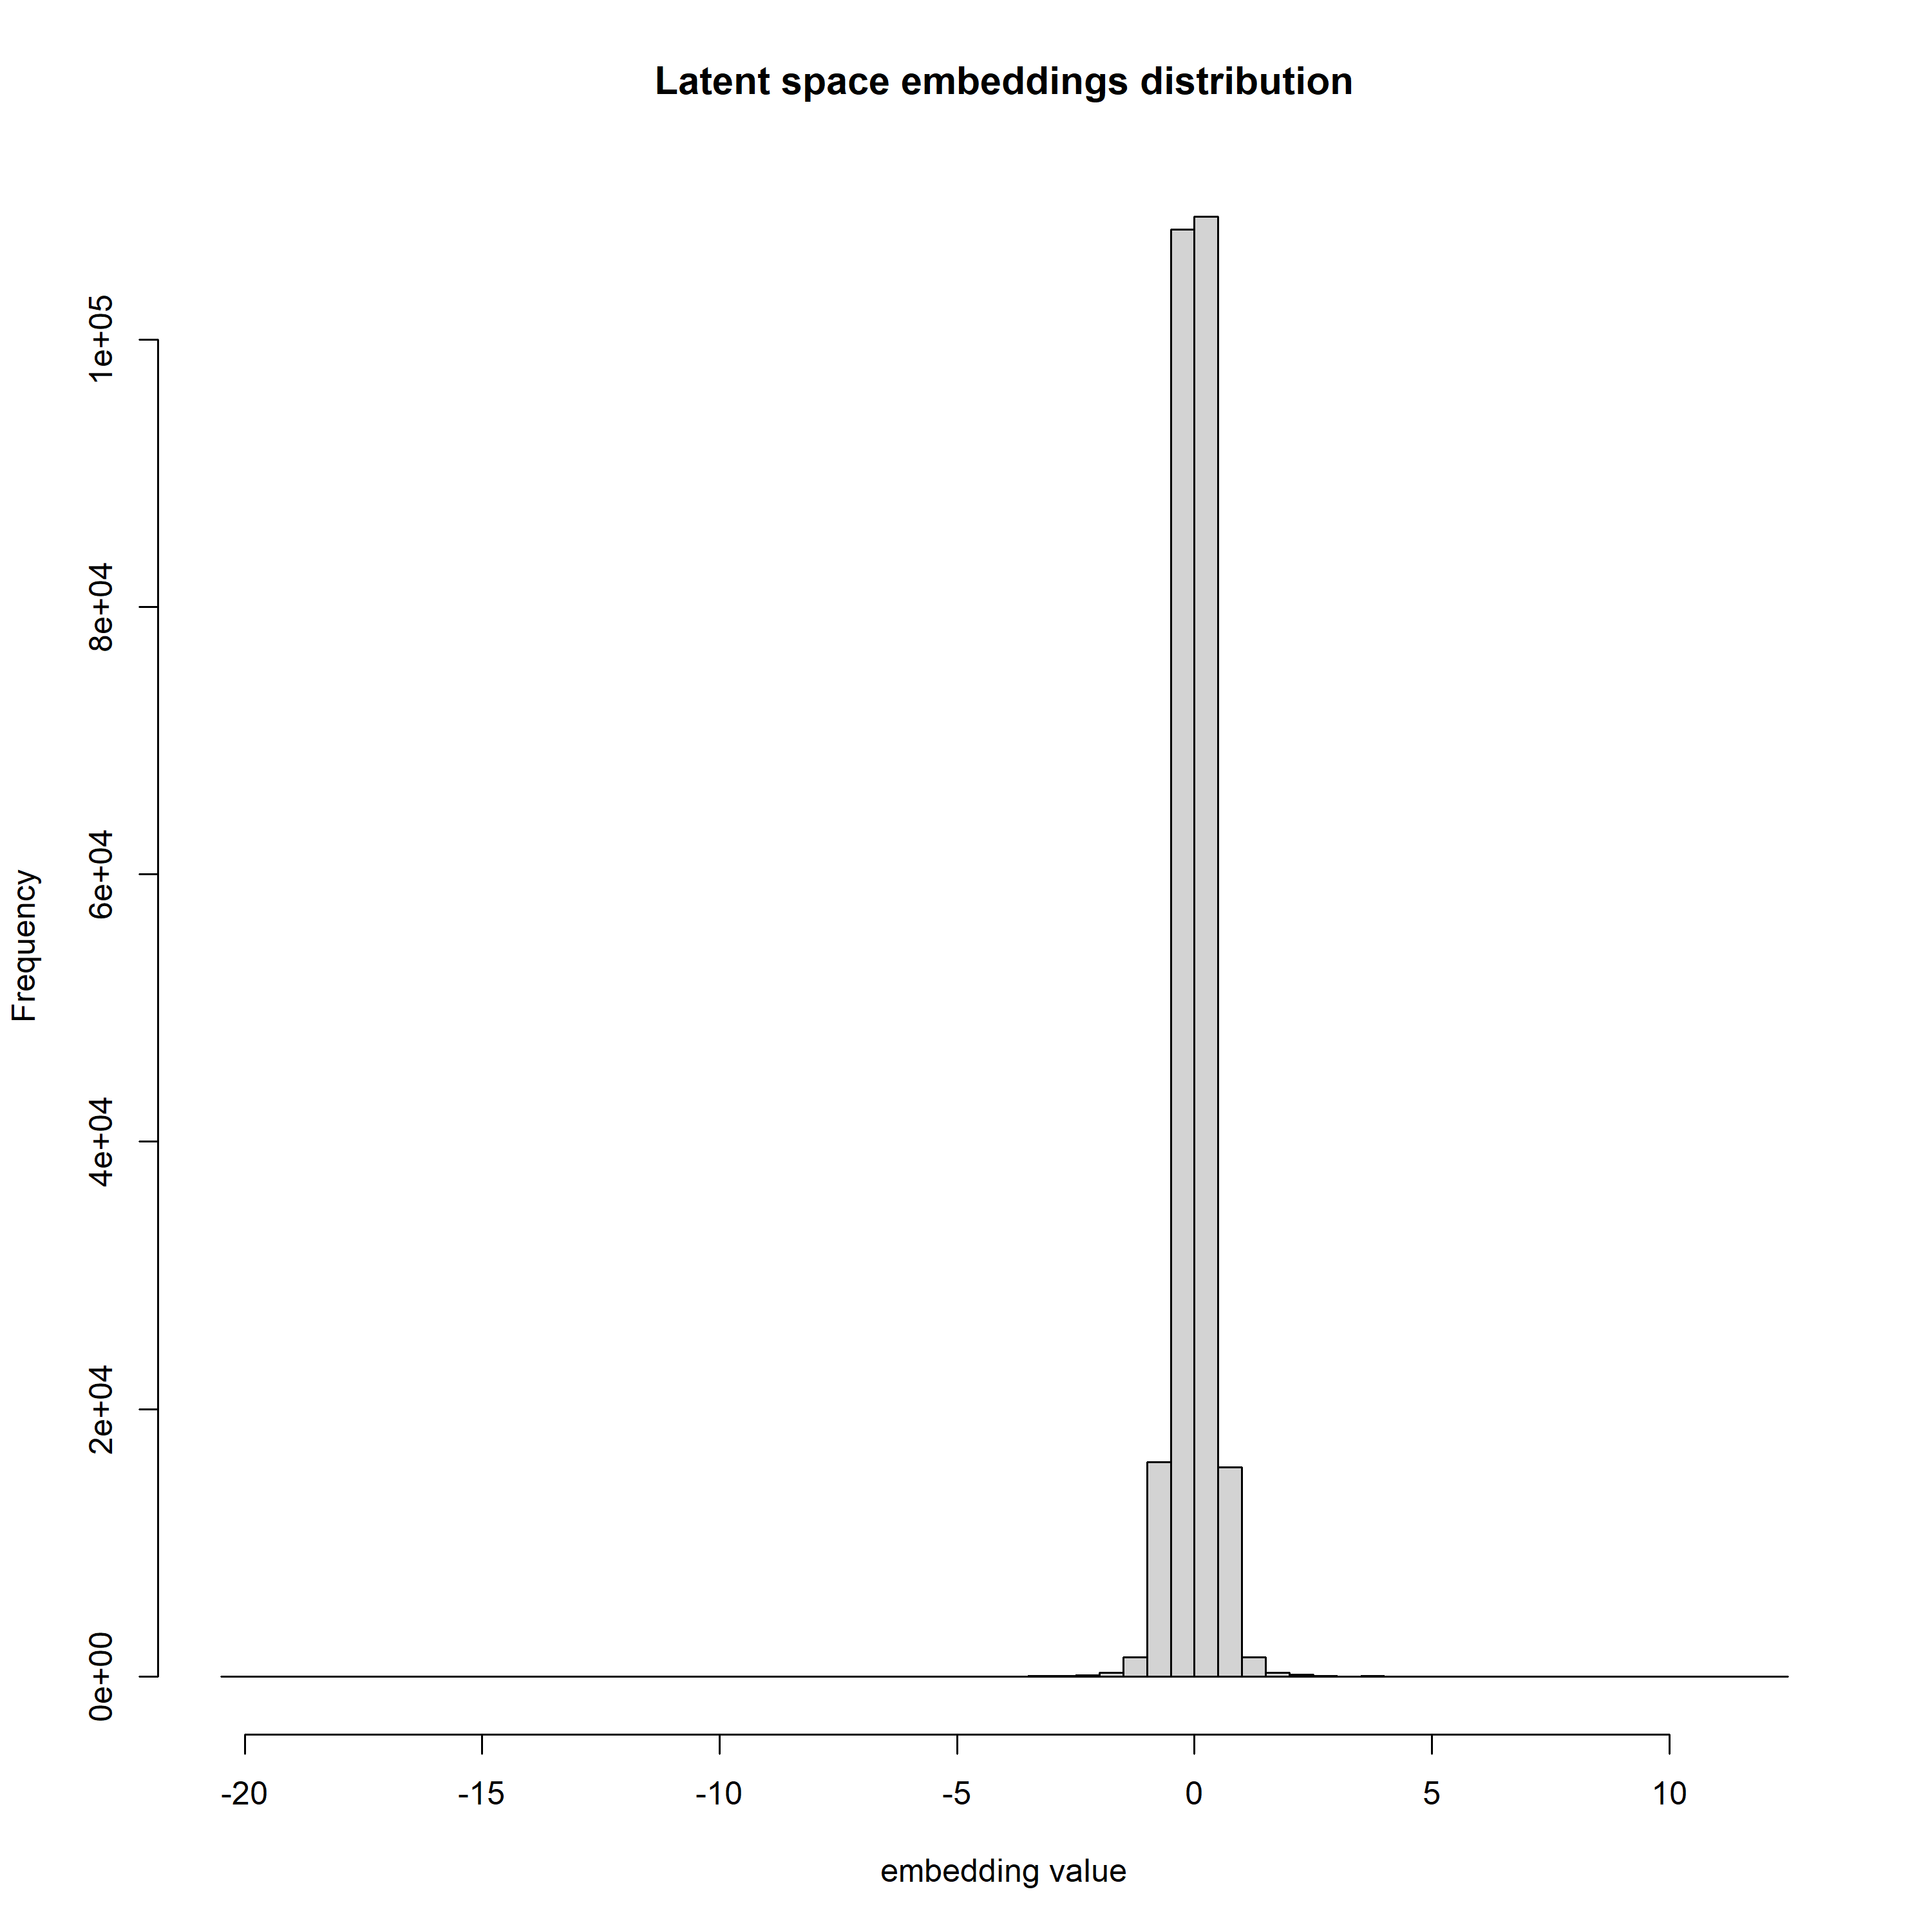 Latent space embeddings distribution
Frequency
1e+05
8e+04
6e+04
4e+04
2e+04
0e+00
-20 -15 -10 -5 0 5 10
embedding value